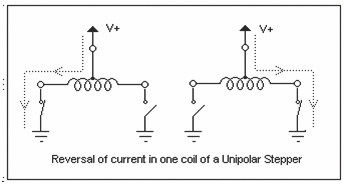 V+
V+
Reversal of current in one coil of a Unipolar Stepper